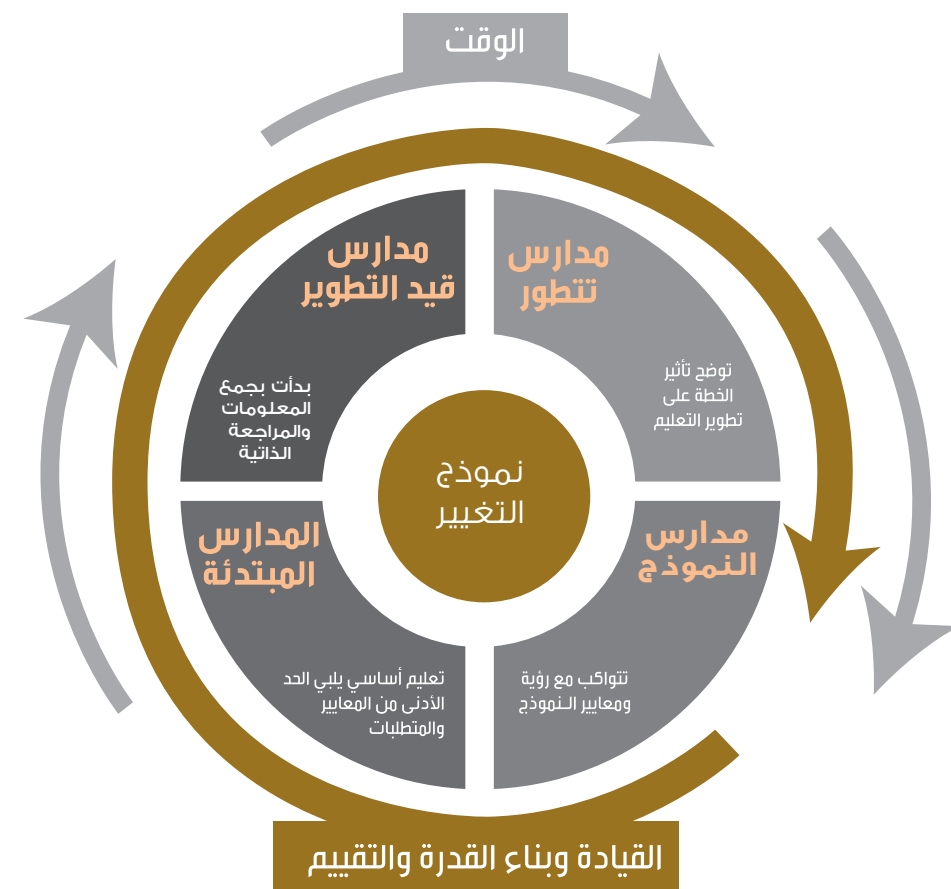 الوقت
مدارس
قيد التطوير
بدأت بجمع
المعلومات
والمراجعة
الذاتية
مدارس
تتطور
توضح تأثير
الخطة على
تطوير التعليم
نموذج
التغيير
المدارس
المبتدئة
تعليم أساسي يلبي الحد
الأدنى من المعايير
والمتطلبات
مدارس
النموذج
تتواكب مع رؤية
ومعايير النموذج
القيادة وبناء القدرة والتقييم